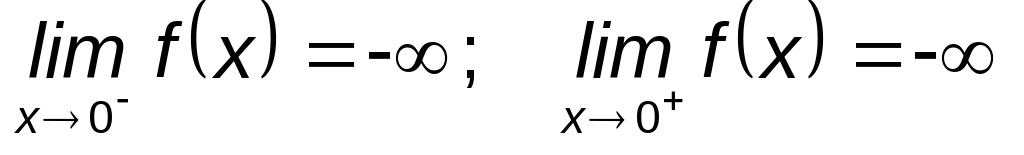 lim f(x) = -∞ ; lim f(x) = -∞
x→0⁻ x→0⁺